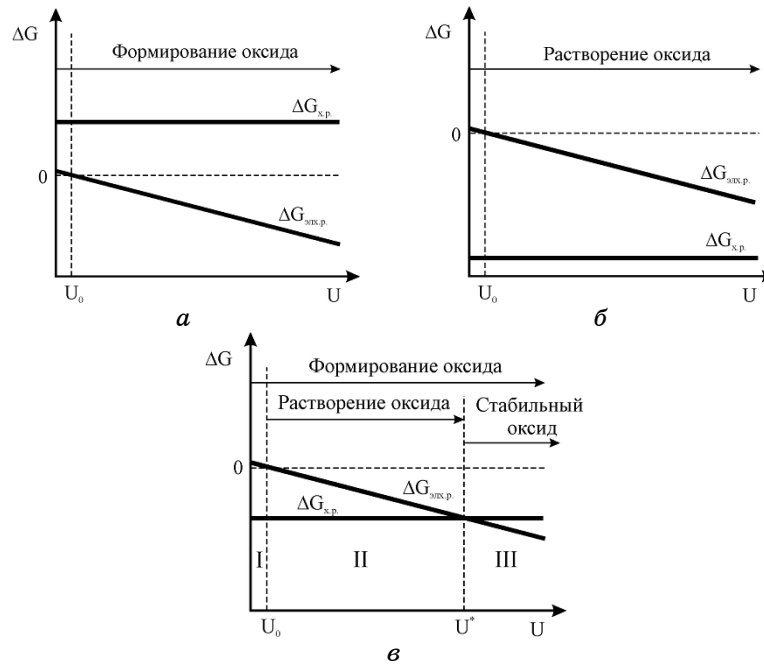 ΔG
Формирование оксида
ΔGх.р.
0
ΔGэлх.р.
U₀
U
а
ΔG
Растворение оксида
0
ΔGэлх.р.
ΔGх.р.
U₀
U
б
ΔG
Формирование оксида
Растворение оксида
Стабильный
оксид
0
ΔGх.р.
ΔGэлх.р.
I
II
III
U₀
U*
U
в